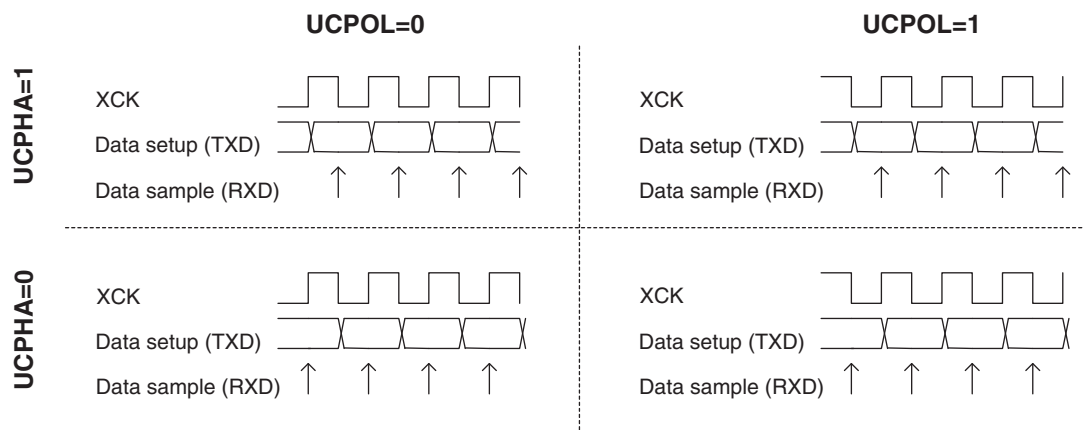 UCPOL=0
UCPOL=1
UCPHA=1
XCK
Data setup (TXD)
Data sample (RXD)
XCK
Data setup (TXD)
Data sample (RXD)
UCPHA=0
XCK
Data setup (TXD)
Data sample (RXD)
XCK
Data setup (TXD)
Data sample (RXD)